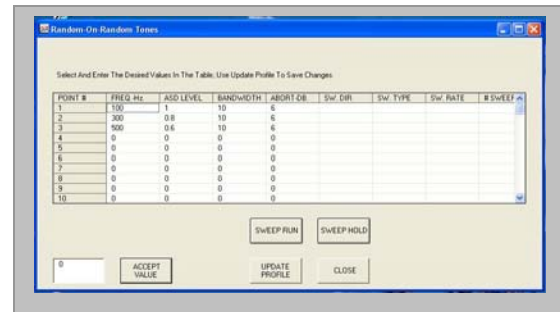 Random-On Random Tones
Select And Enter The Desired Values In The Table; Use Update Profile To Save Changes
POINT # FREQ -Hz. ASD LEVEL BANDWIDTH ABORT-DB. SW. DIR. SW. TYPE SW. RATE # SWEEP
1 100 1 10 6
2 300 0.8 10 6
3 500 0.6 10 6
4 0 0 0 0
5 0 0 0 0
6 0 0 0 0
7 0 0 0 0
8 0 0 0 0
9 0 0 0 0
10 0 0 0 0
SWEEP RUN SWEEP HOLD
0 ACCEPT VALUE UPDATE PROFILE CLOSE